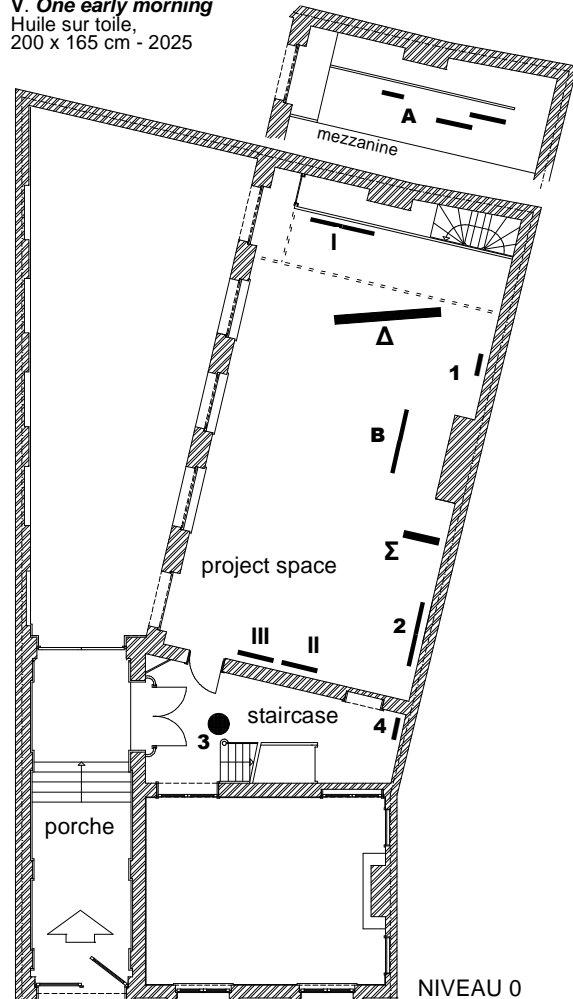 V. One early morning
Huile sur toile,
200 x 165 cm - 2025
A
mezzanine
I
Δ
1
B
Σ
project space
2
III
II
staircase
4
3
porche
NIVEAU 0